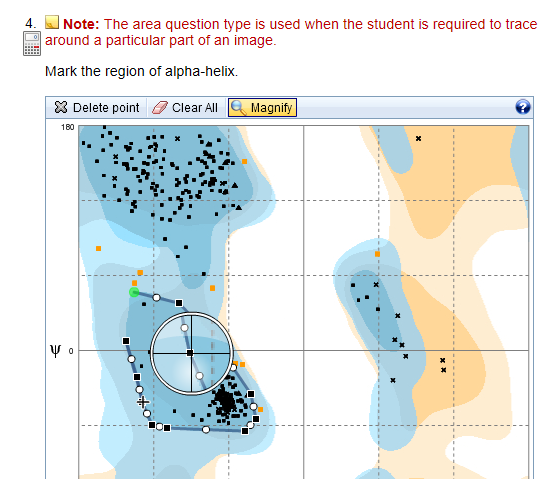 4. Note: The area question type is used when the student is required to trace
around a particular part of an image.
Mark the region of alpha-helix.
Delete point Clear All Magnify ?
180
ψ 0